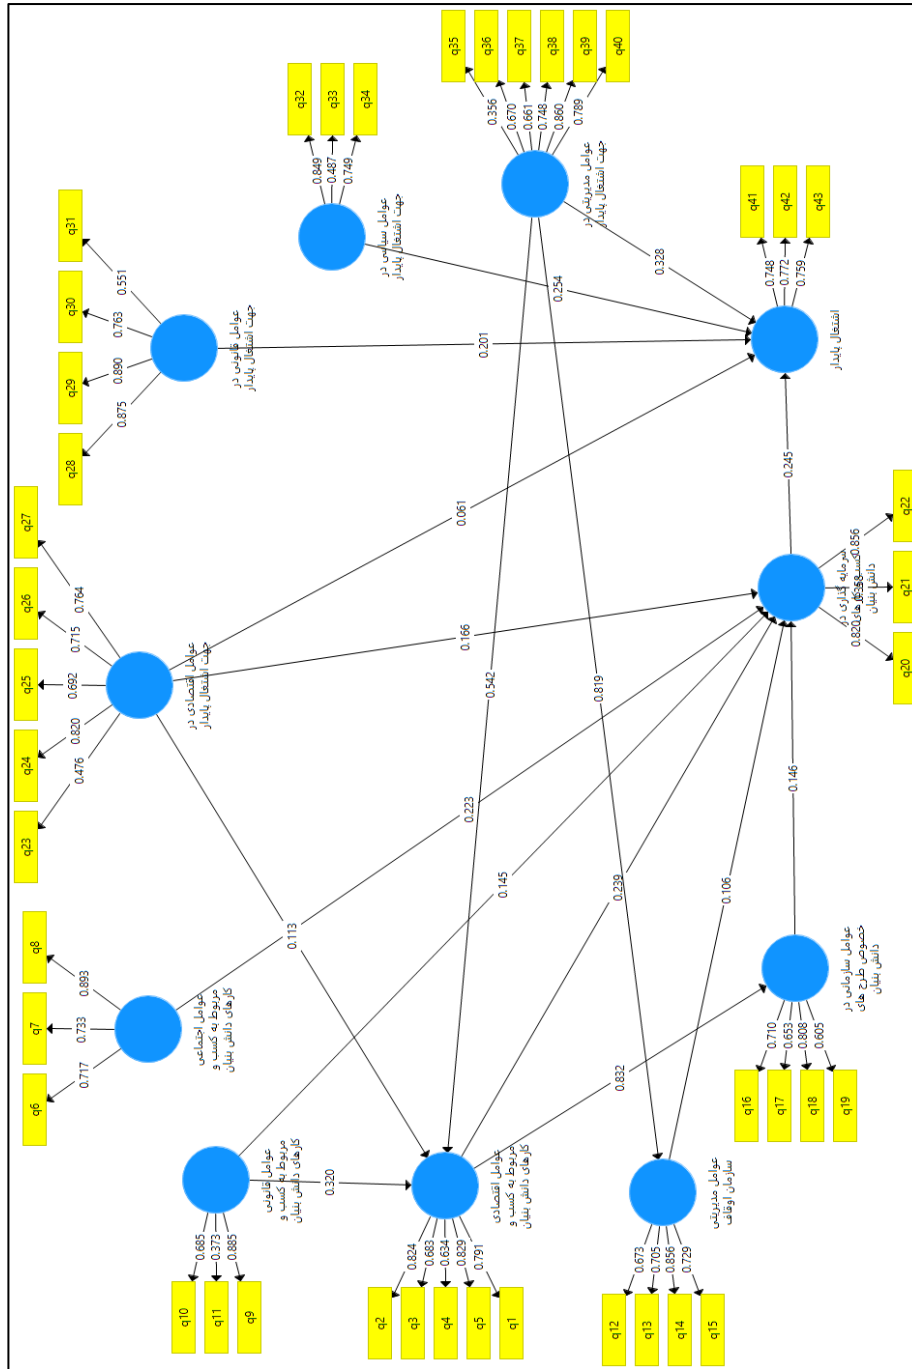 q35
q36
q37
q38
q39
q40
0.356
0.670
0.661
0.748
0.860
0.789
عوامل مدیریتی در
جهت اشتغال پایدار
q32
q33
q34
0.849
0.487
0.749
عوامل سیاسی در
جهت اشتغال پایدار
q31
q30
q29
q28
0.551
0.763
0.890
0.875
عوامل قانونی در
جهت اشتغال پایدار
q41
q42
q43
0.748
0.772
0.759
اشتغال پایدار
0.328
0.254
0.201
0.061
0.245
q27
q26
q25
q24
q23
0.764
0.715
0.692
0.820
0.476
عوامل اقتصادی در
جهت اشتغال پایدار
q22
q21
q20
0.856
0.820
سرمایه گذاری در
دانش بنیان
0.166
0.542
0.819
0.223
0.145
0.239
0.106
0.146
0.113
q8
q7
q6
0.893
0.733
0.717
عوامل اجتماعی
مربوط به کسب و
کارهای دانش بنیان
عوامل سازمانی در
خصوص طرح های
دانش بنیان
0.710
0.653
0.808
0.605
q16
q17
q18
q19
0.832
0.320
عوامل قانونی
مربوط به کسب و
کارهای دانش بنیان
0.685
0.373
0.885
q10
q11
q9
عوامل اقتصادی
مربوط به کسب و
کارهای دانش بنیان
0.824
0.683
0.634
0.829
0.791
q2
q3
q4
q5
q1
عوامل مدیریتی
سازمان اوقاف
0.673
0.705
0.856
0.729
q12
q13
q14
q15